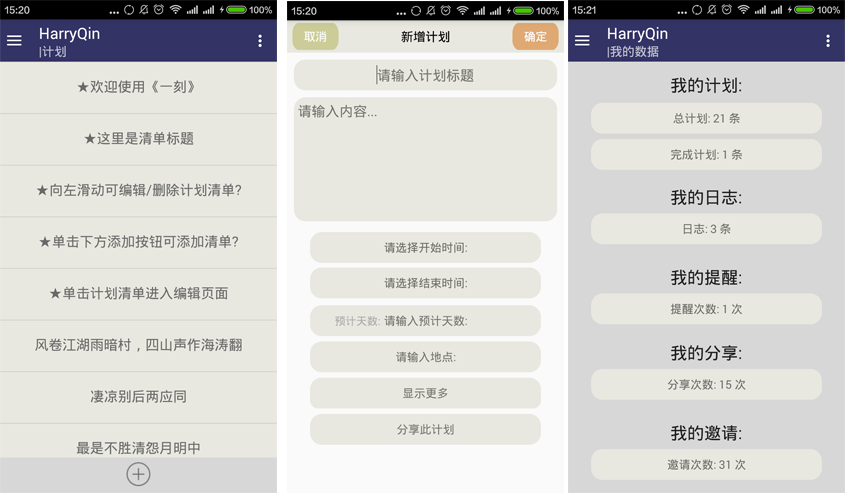 15:20
100%
HarryQin
|计划
★欢迎使用《一刻》
★这里是清单标题
★向左滑动可编辑/删除计划清单?
★单击下方添加按钮可添加清单?
★单击计划清单进入编辑页面
风卷江湖雨暗村，四山声作海涛翻
凄凉别后两应同
最是不胜清怨月明中
15:20
100%
取消
新增计划
确定
请输入计划标题
请输入内容...
请选择开始时间:
请选择结束时间:
预计天数: 请输入预计天数:
请输入地点:
显示更多
分享此计划
15:21
100%
HarryQin
|我的数据
我的计划:
总计划: 21 条
完成计划: 1 条
我的日志:
日志: 3 条
我的提醒:
提醒次数: 1 次
我的分享:
分享次数: 15 次
我的邀请:
邀请次数: 31 次